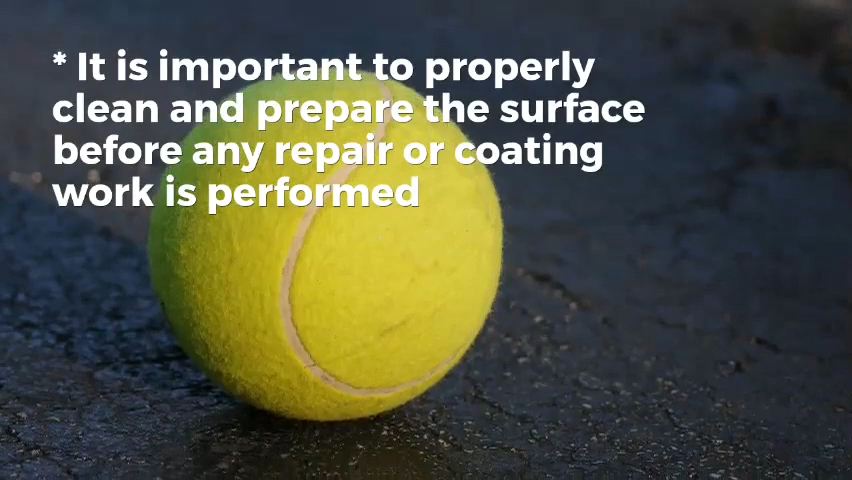 * It is important to properly
clean and prepare the surface
before any repair or coating
work is performed